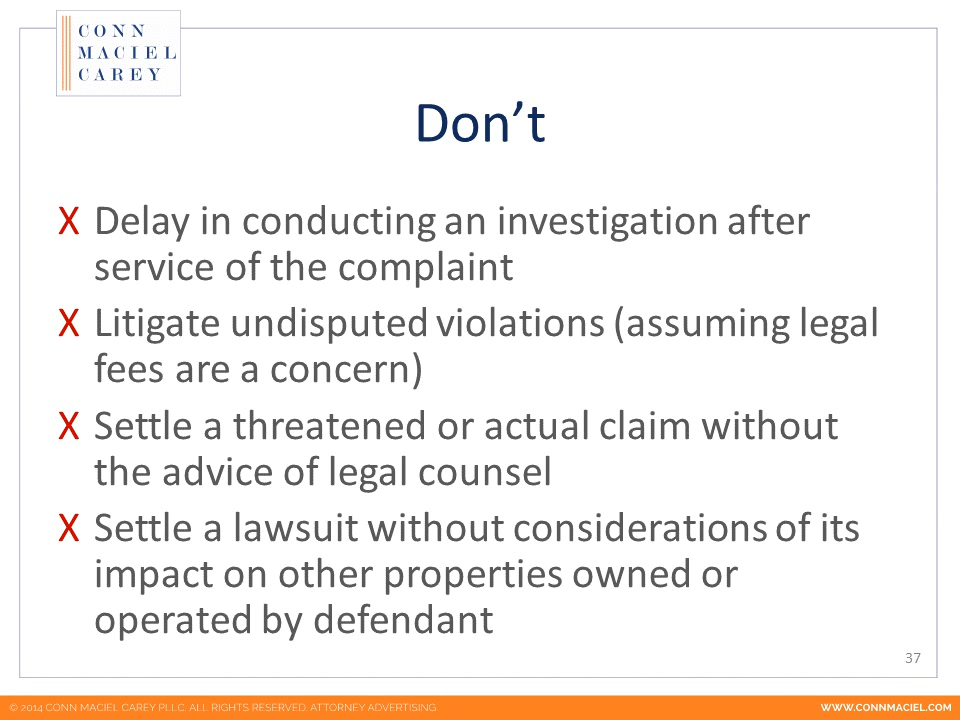 CONN
MACIEL
CAREY
Don’t
X Delay in conducting an investigation after
service of the complaint
X Litigate undisputed violations (assuming legal
fees are a concern)
X Settle a threatened or actual claim without
the advice of legal counsel
X Settle a lawsuit without considerations of its
impact on other properties owned or
operated by defendant
37
© 2014 CONN MACIEL CAREY PLLC. ALL RIGHTS RESERVED. ATTORNEY ADVERTISING.
WWW.CONNMACIEL.COM